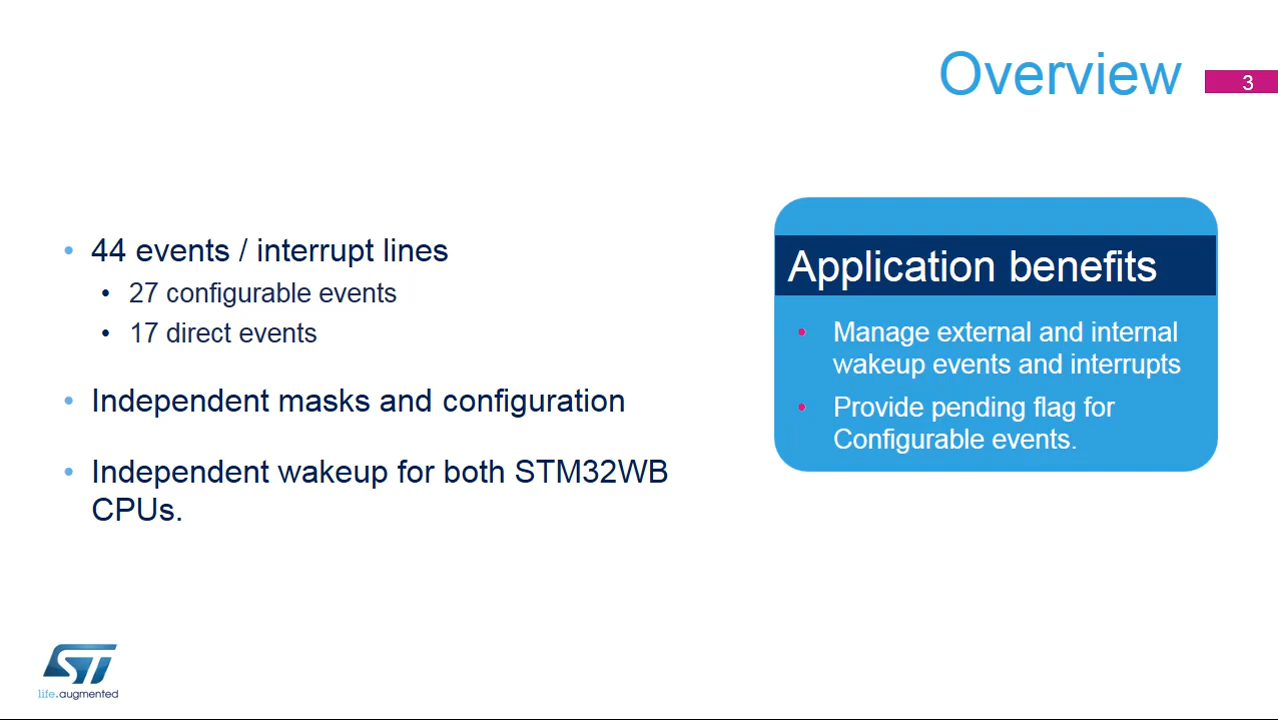 Overview
3
• 44 events / interrupt lines
• 27 configurable events
• 17 direct events
• Independent masks and configuration
• Independent wakeup for both STM32WB
CPUs.
Application benefits
• Manage external and internal
wakeup events and interrupts
• Provide pending flag for
Configurable events.
ST
life.augmented